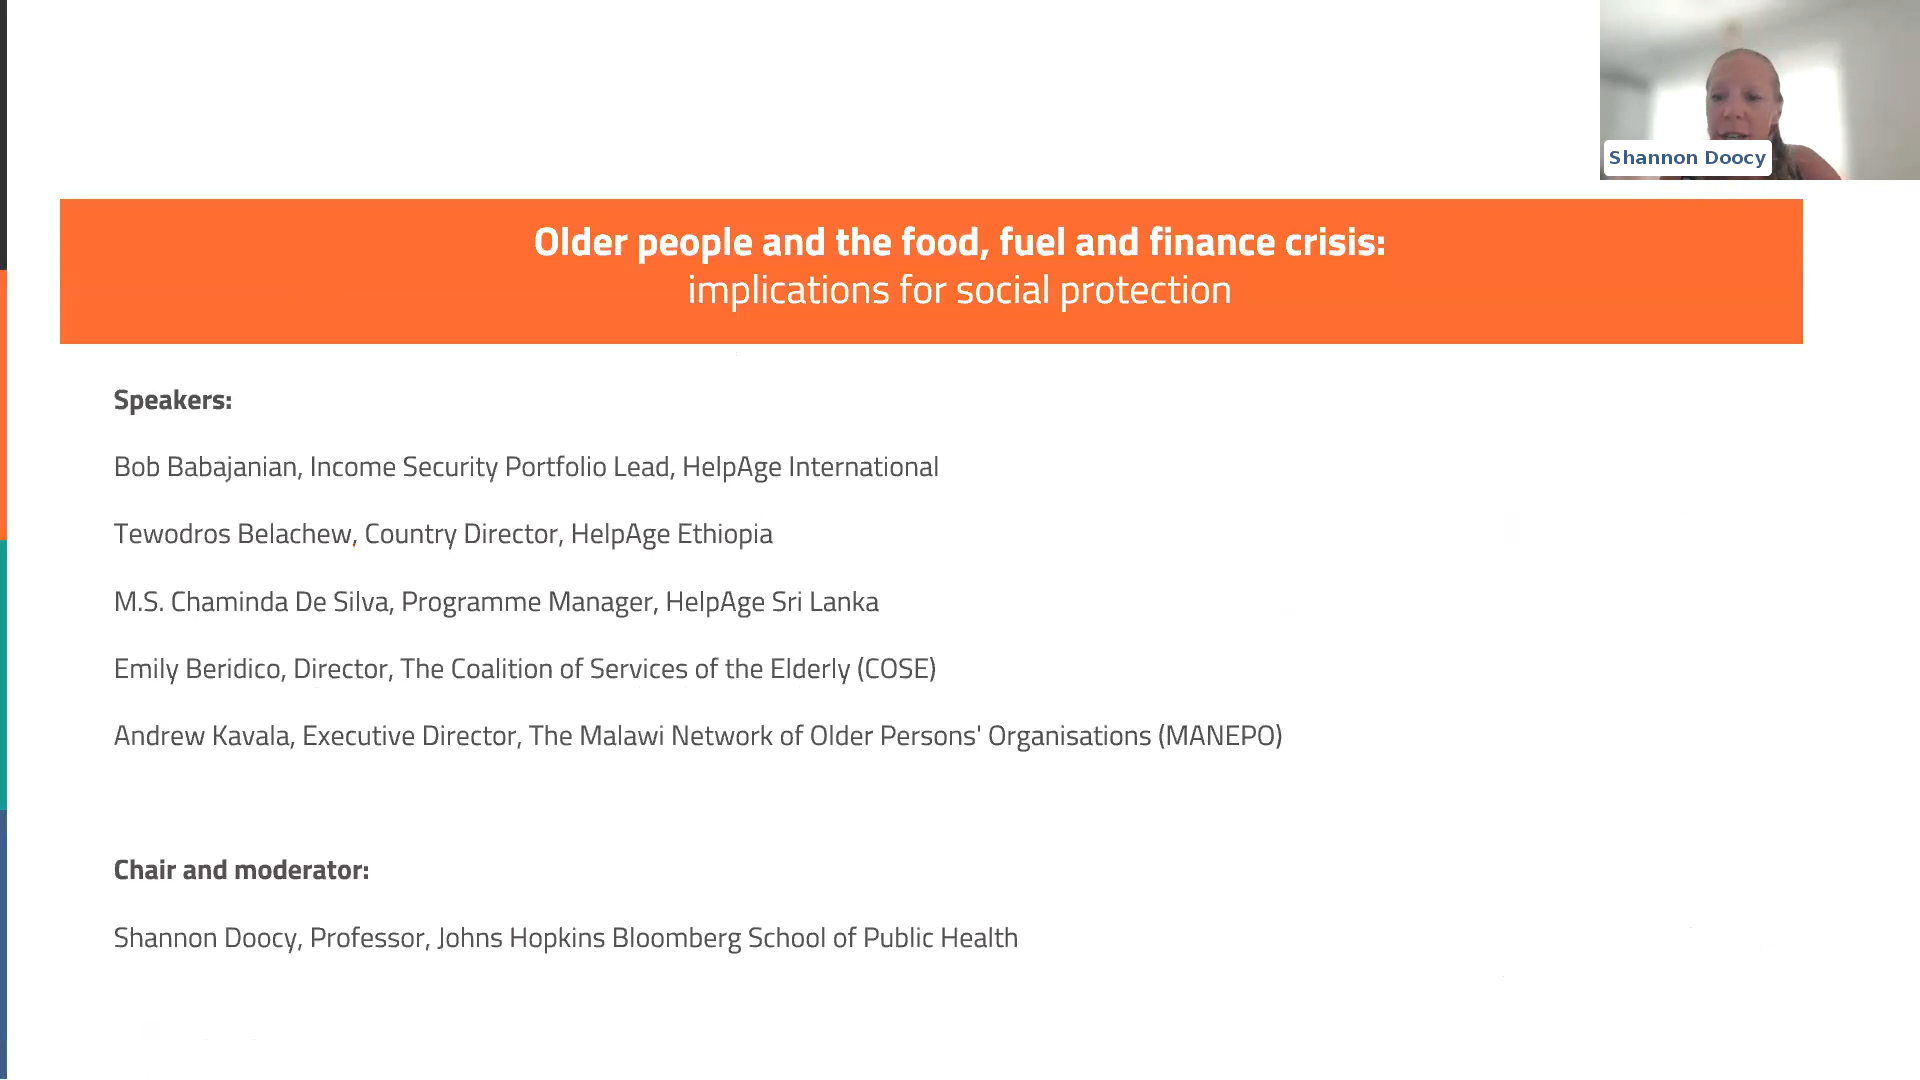 Shannon Doocy
Older people and the food, fuel and finance crisis:
implications for social protection
Speakers:
Bob Babajanian, Income Security Portfolio Lead, HelpAge International
Tewodros Belachew, Country Director, HelpAge Ethiopia
M.S. Chaminda De Silva, Programme Manager, HelpAge Sri Lanka
Emily Beridico, Director, The Coalition of Services of the Elderly (COSE)
Andrew Kavala, Executive Director, The Malawi Network of Older Persons' Organisations (MANEPO)
Chair and moderator:
Shannon Doocy, Professor, Johns Hopkins Bloomberg School of Public Health